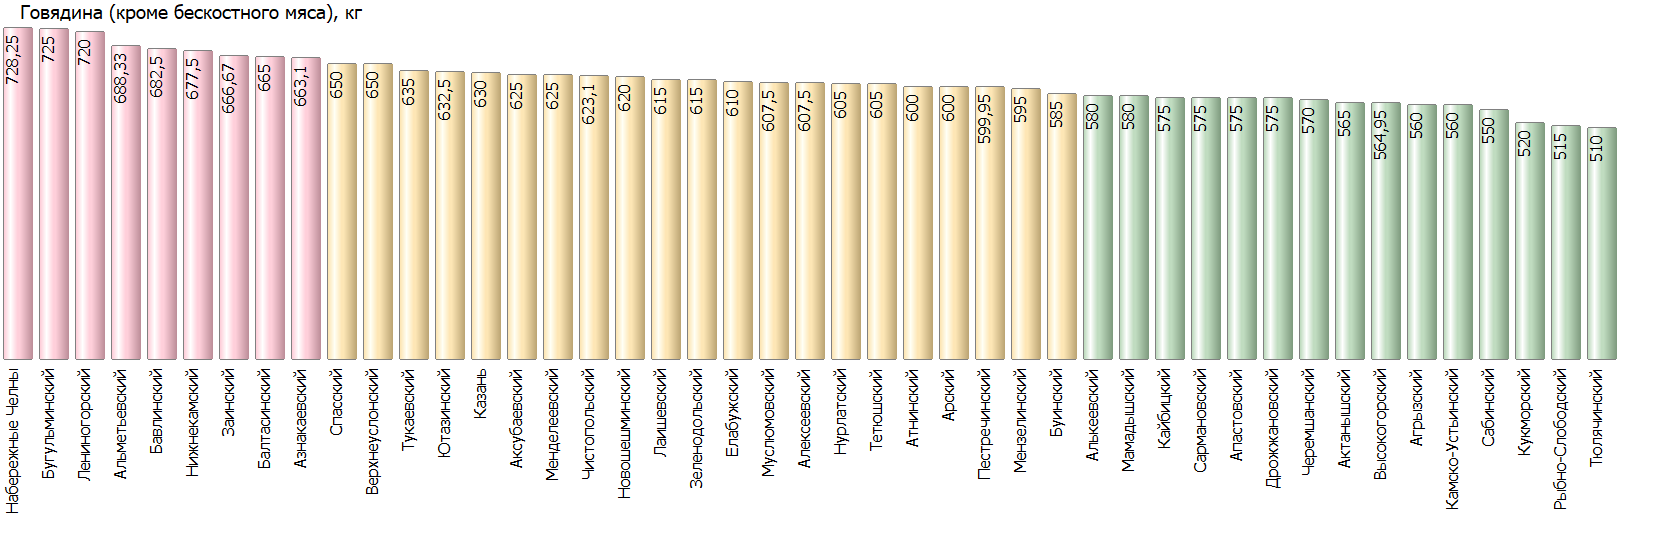 Говядина (кроме бескостного мяса), кг
728,25
725
720
688,33
682,5
677,5
666,67
665
663,1
650
650
635
632,5
630
625
625
623,1
620
615
615
610
607,5
607,5
605
605
600
600
599,95
595
585
580
580
575
575
575
575
570
565
564,95
560
560
550
520
515
510
Набережные Челны
Бугульминский
Лениногорский
Альметьевский
Бавлинский
Нижнекамский
Заинский
Балтасинский
Азнакаевский
Спасский
Верхнеуслонский
Тукаевский
Ютазинский
Казань
Аксубаевский
Менделеевский
Чистопольский
Новошешминский
Лаишевский
Зеленодольский
Елабужский
Муслюмовский
Алексеевский
Нурлатский
Тетюшский
Атнинский
Арский
Пестречинский
Мензелинский
Буинский
Алькеевский
Мамадышский
Кайбицкий
Сармановский
Апастовский
Дрожжановский
Черемшанский
Актанышский
Высокогорский
Агрызский
Камско-Устьинский
Сабинский
Кукморский
Рыбно-Слободский
Тюлячинский